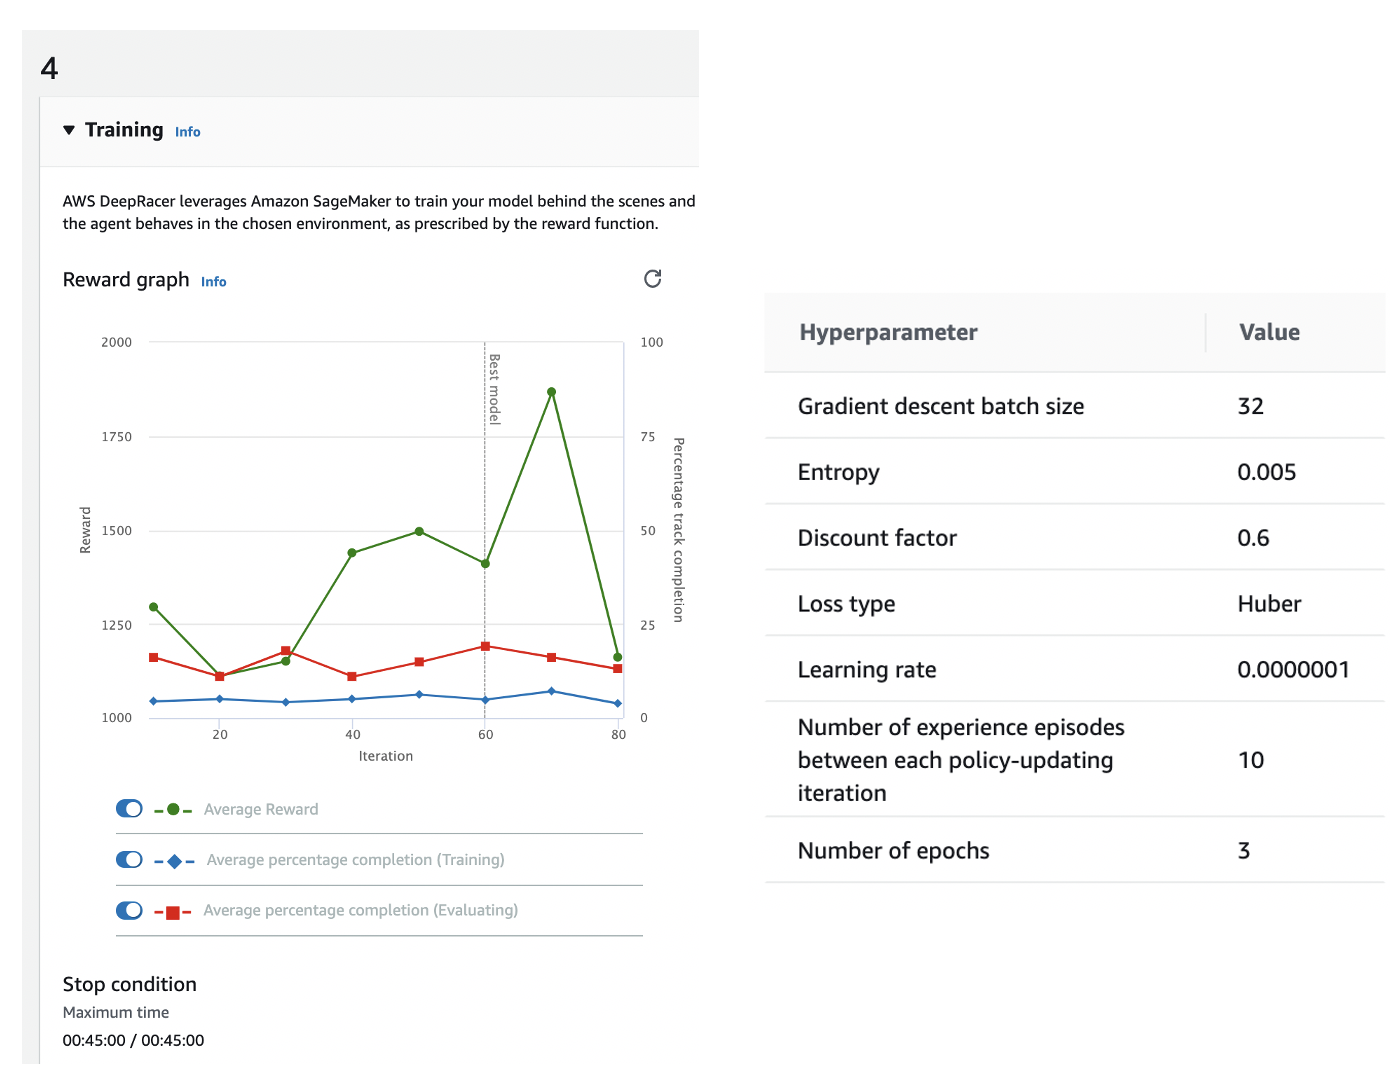 4
Training Info
AWS DeepRacer leverages Amazon SageMaker to train your model behind the scenes and
the agent behaves in the chosen environment, as prescribed by the reward function.
Reward graph Info
2000
1750
1500
1250
1000
Reward
100
75
50
25
0
Percentage track completion
Best model
20
40
60
80
Iteration
Average Reward
Average percentage completion (Training)
Average percentage completion (Evaluating)
Stop condition
Maximum time
00:45:00 / 00:45:00
Hyperparameter Value
Gradient descent batch size 32
Entropy 0.005
Discount factor 0.6
Loss type Huber
Learning rate 0.0000001
Number of experience episodes
between each policy-updating 10
iteration
Number of epochs 3